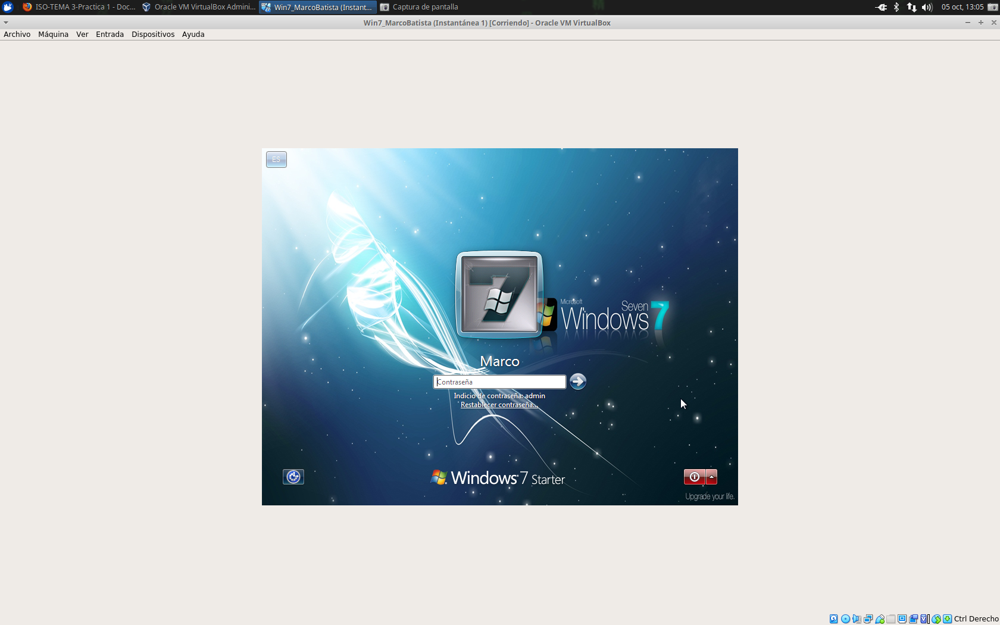 ISO-TEMA 3-Practica 1 - Doc...
Oracle VM VirtualBox Admini...
Win7_MarcoBatista (Instant...
Captura de pantalla
05 oct, 13:05
Win7_MarcoBatista (Instantánea 1) [Corriendo] - Oracle VM VirtualBox
Archivo Máquina Ver Entrada Dispositivos Ayuda
ES
7
Microsoft
Windows Seven 7
Marco
Contraseña
Indicio de contraseña: admin
Restablecer contraseña...
Windows 7 Starter
Upgrade your life.
Ctrl Derecho